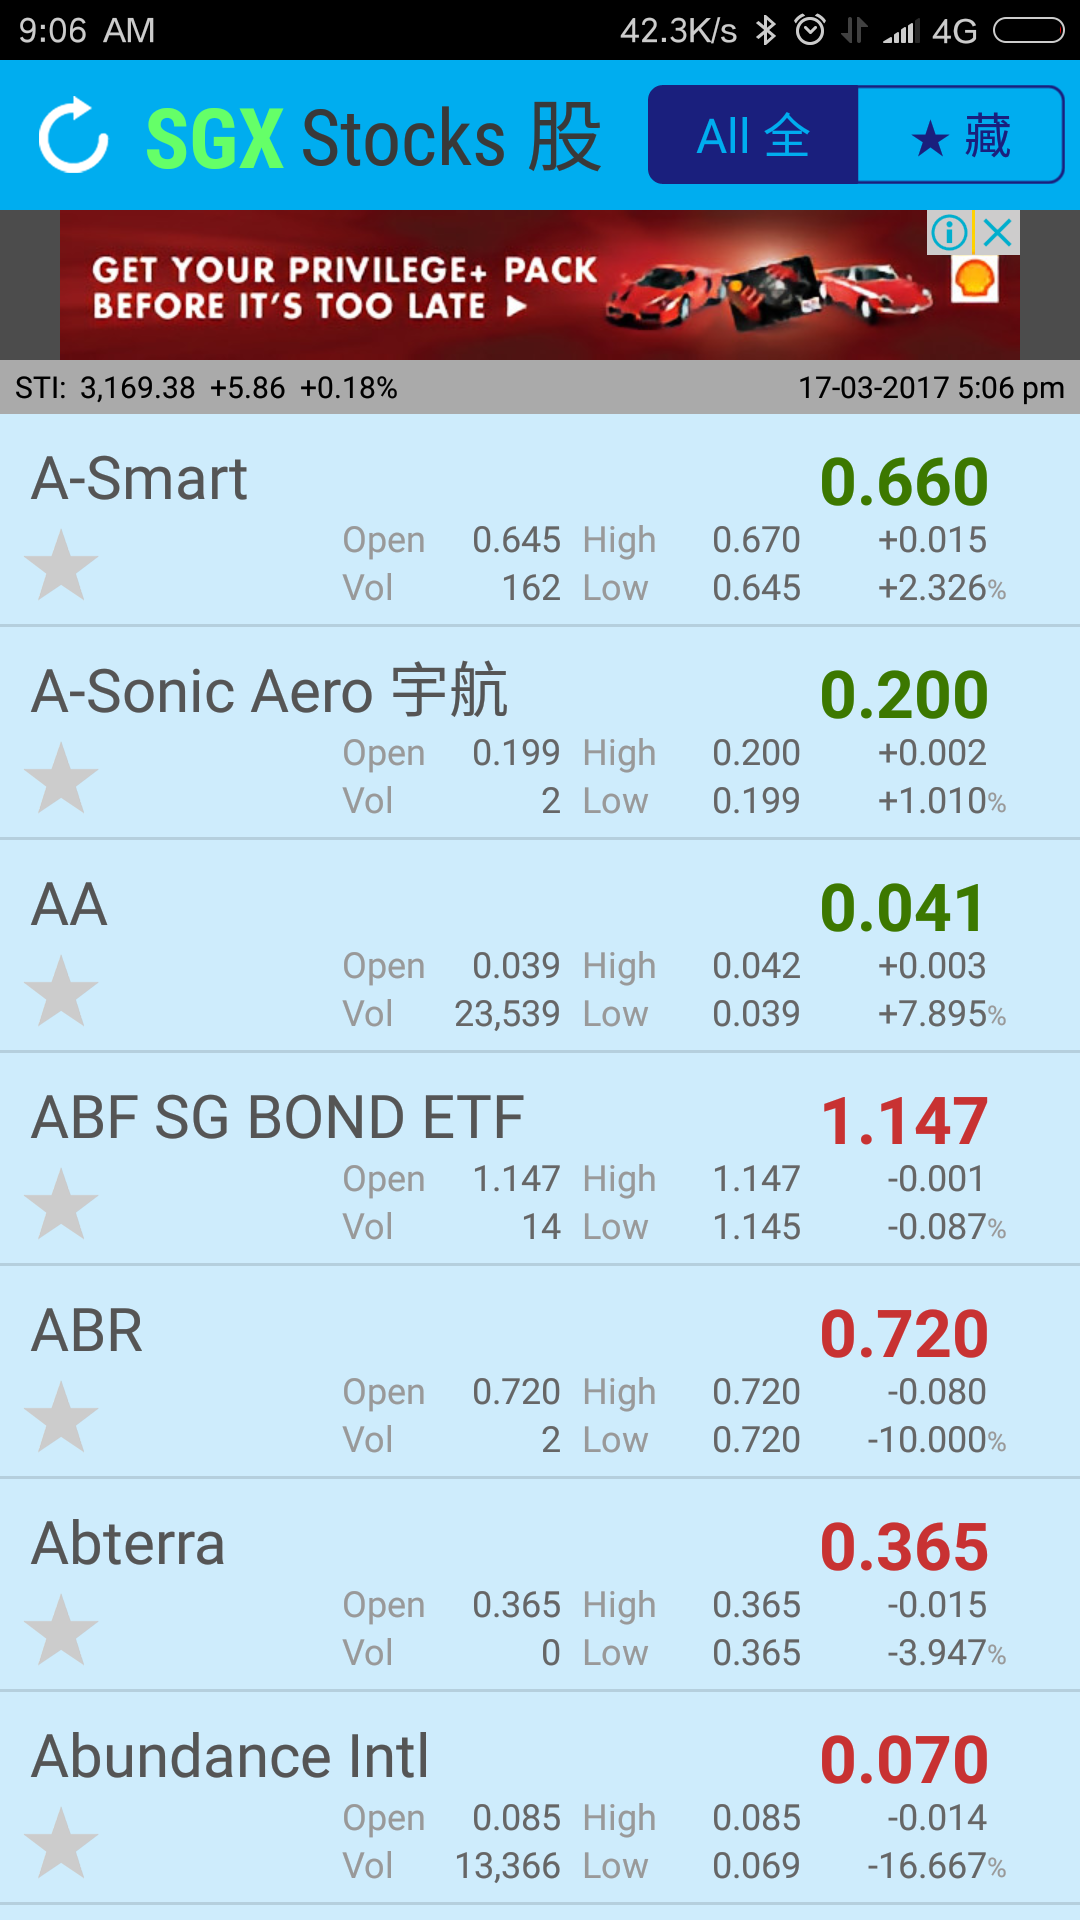 9:06 AM 42.3K/s 4G
SGX Stocks 股 All 全 ★ 藏
GET YOUR PRIVILEGE+ PACK
BEFORE IT'S TOO LATE ►
STI: 3,169.38 +5.86 +0.18% 17-03-2017 5:06 pm
A-Smart 0.660
Open 0.645 High 0.670 +0.015
Vol 162 Low 0.645 +2.326%
A-Sonic Aero 宇航 0.200
Open 0.199 High 0.200 +0.002
Vol 2 Low 0.199 +1.010%
AA 0.041
Open 0.039 High 0.042 +0.003
Vol 23,539 Low 0.039 +7.895%
ABF SG BOND ETF 1.147
Open 1.147 High 1.147 -0.001
Vol 14 Low 1.145 -0.087%
ABR 0.720
Open 0.720 High 0.720 -0.080
Vol 2 Low 0.720 -10.000%
Abterra 0.365
Open 0.365 High 0.365 -0.015
Vol 0 Low 0.365 -3.947%
Abundance Intl 0.070
Open 0.085 High 0.085 -0.014
Vol 13,366 Low 0.069 -16.667%